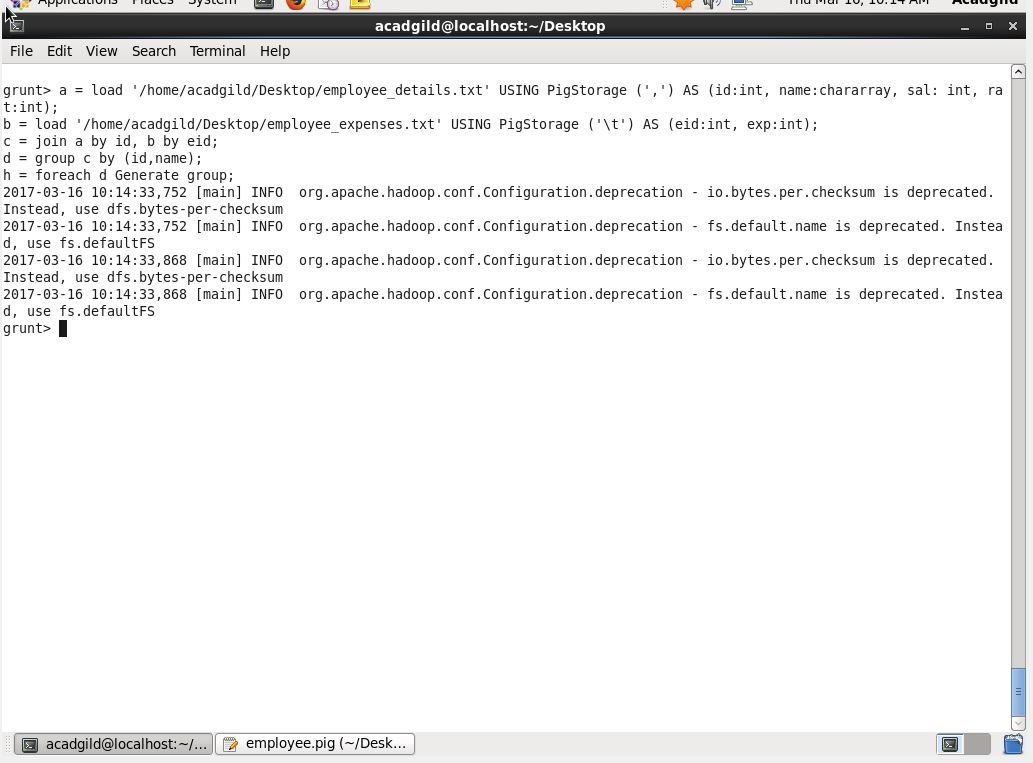 Applications Places System Thu Mar 16, 10:14 AM Acadgild
acadgild@localhost:~/Desktop
File Edit View Search Terminal Help
grunt> a = load '/home/acadgild/Desktop/employee_details.txt' USING PigStorage (',') AS (id:int, name:chararray, sal: int, ra
t:int);
b = load '/home/acadgild/Desktop/employee_expenses.txt' USING PigStorage ('\t') AS (eid:int, exp:int);
c = join a by id, b by eid;
d = group c by (id,name);
h = foreach d Generate group;
2017-03-16 10:14:33,752 [main] INFO  org.apache.hadoop.conf.Configuration.deprecation - io.bytes.per.checksum is deprecated.
Instead, use dfs.bytes-per-checksum
2017-03-16 10:14:33,752 [main] INFO  org.apache.hadoop.conf.Configuration.deprecation - fs.default.name is deprecated. Instea
d, use fs.defaultFS
2017-03-16 10:14:33,868 [main] INFO  org.apache.hadoop.conf.Configuration.deprecation - io.bytes.per.checksum is deprecated.
Instead, use dfs.bytes-per-checksum
2017-03-16 10:14:33,868 [main] INFO  org.apache.hadoop.conf.Configuration.deprecation - fs.default.name is deprecated. Instea
d, use fs.defaultFS
grunt>
acadgild@localhost:~/... employee.pig (~/Desk...